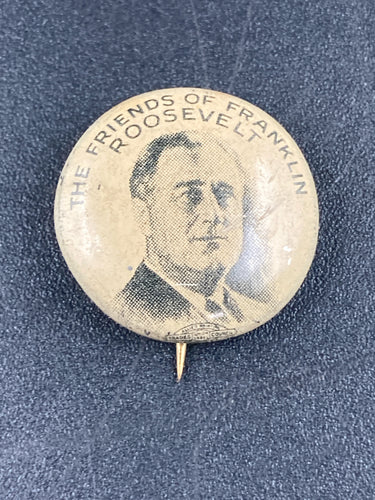 THE FRIENDS OF FRANKLIN
ROOSEVELT